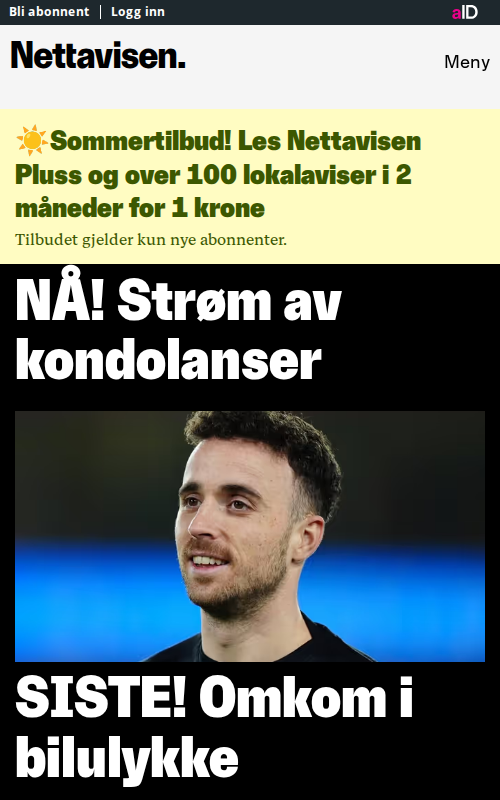 Bli abonnent | Logg inn
aID
Nettavisen.
Meny
☀️Sommertilbud! Les Nettavisen
Pluss og over 100 lokalaviser i 2
måneder for 1 krone
Tilbudet gjelder kun nye abonnenter.
NÅ! Strøm av
kondolanser
SISTE! Omkom i
bilulykke